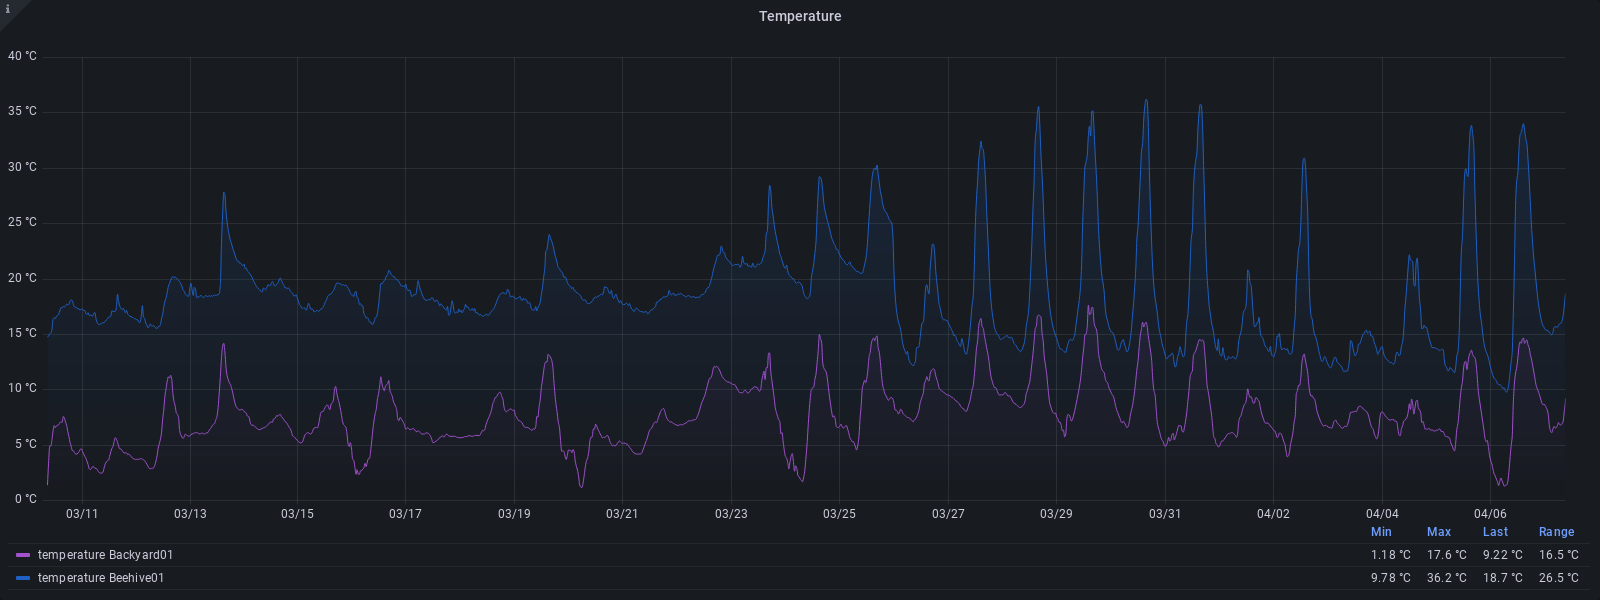 i
Temperature
40 °C
35 °C
30 °C
25 °C
20 °C
15 °C
10 °C
5 °C
0 °C
03/11 03/13 03/15 03/17 03/19 03/21 03/23 03/25 03/27 03/29 03/31 04/02 04/04 04/06
Min Max Last Range
temperature Backyard01 1.18 °C 17.6 °C 9.22 °C 16.5 °C
temperature Beehive01 9.78 °C 36.2 °C 18.7 °C 26.5 °C